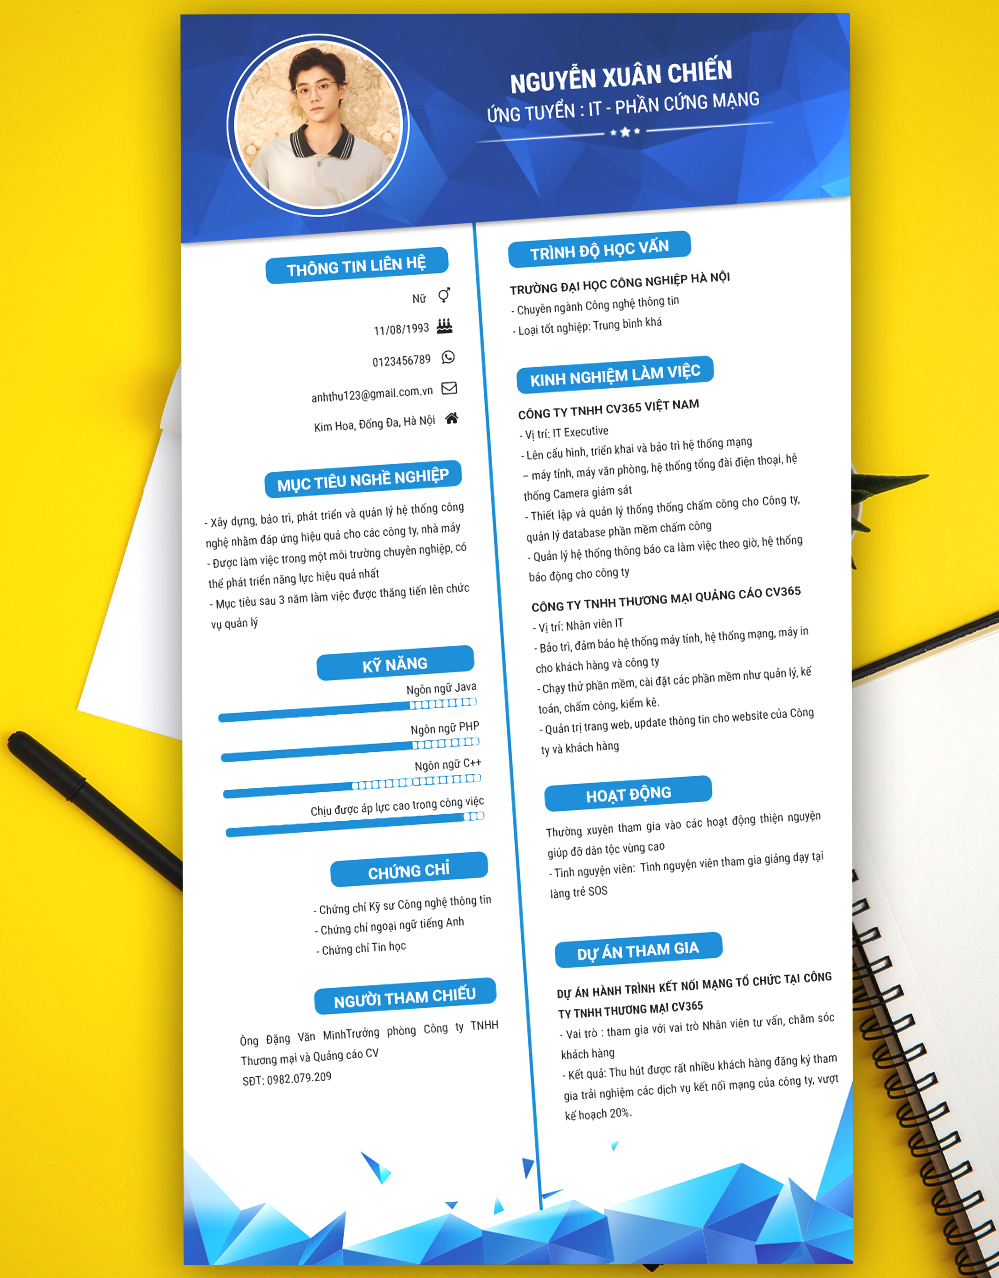 NGUYỄN XUÂN CHIẾN
ỨNG TUYỂN : IT - PHẦN CỨNG MẠNG
THÔNG TIN LIÊN HỆ
Nữ
11/08/1993
0123456789
anhthu123@gmail.com.vn
Kim Hoa, Đống Đa, Hà Nội
MỤC TIÊU NGHỀ NGHIỆP
- Xây dựng, bảo trì, phát triển và quản lý hệ thống công
nghệ nhằm đáp ứng hiệu quả cho các công ty, nhà máy
- Được làm việc trong một môi trường chuyên nghiệp, có
thể phát triển năng lực hiệu quả nhất
- Mục tiêu sau 3 năm làm việc được thăng tiến lên chức
vụ quản lý
KỸ NĂNG
Ngôn ngữ Java
Ngôn ngữ PHP
Ngôn ngữ C++
Chịu được áp lực cao trong công việc
CHỨNG CHỈ
- Chứng chỉ Kỹ sư Công nghệ thông tin
- Chứng chỉ ngoại ngữ tiếng Anh
- Chứng chỉ Tin học
NGƯỜI THAM CHIẾU
Ông Đặng Văn MinhTrưởng phòng Công ty TNHH
Thương mại và Quảng cáo CV
SĐT: 0982.079.209
TRÌNH ĐỘ HỌC VẤN
TRƯỜNG ĐẠI HỌC CÔNG NGHIỆP HÀ NỘI
- Chuyên ngành Công nghệ thông tin
- Loại tốt nghiệp: Trung bình khá
KINH NGHIỆM LÀM VIỆC
CÔNG TY TNHH CV365 VIỆT NAM
- Vị trí: IT Executive
- Lên cấu hình, triển khai và bảo trì hệ thống mạng
– máy tính, máy văn phòng, hệ thống tổng đài điện thoại, hệ
thống Camera giám sát
- Thiết lập và quản lý thống thống chấm công cho Công ty,
quản lý database phần mềm chấm công
- Quản lý hệ thống thông báo ca làm việc theo giờ, hệ thống
báo động cho công ty
CÔNG TY TNHH THƯƠNG MẠI QUẢNG CÁO CV365
- Vị trí: Nhân viên IT
- Bảo trì, đảm bảo hệ thống máy tính, hệ thống mạng, máy in
cho khách hàng và công ty
- Chạy thử phần mềm, cài đặt các phần mềm như quản lý, kế
toán, chấm công, kiểm kê.
- Quản trị trang web, update thông tin cho website của Công
ty và khách hàng
HOẠT ĐỘNG
Thường xuyên tham gia vào các hoạt động thiện nguyện
giúp đỡ dân tộc vùng cao
- Tình nguyện viên: Tình nguyện viên tham gia giảng dạy tại
làng trẻ SOS
DỰ ÁN THAM GIA
DỰ ÁN HÀNH TRÌNH KẾT NỐI MẠNG TỔ CHỨC TẠI CÔNG
TY TNHH THƯƠNG MẠI CV365
- Vai trò : tham gia với vai trò Nhân viên tư vấn, chăm sóc
khách hàng
- Kết quả: Thu hút được rất nhiều khách hàng đăng ký tham
gia trải nghiệm các dịch vụ kết nối mạng của công ty, vượt
kế hoạch 20%.